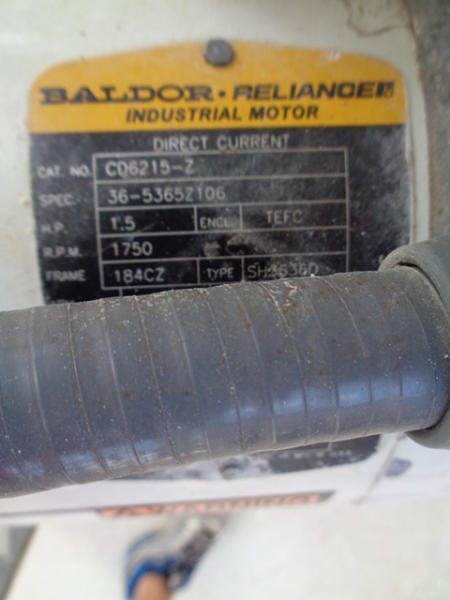 BALDOR • RELIANCE
INDUSTRIAL MOTOR
DIRECT CURRENT
CAT. NO. CD6215-Z
SPEC. 36-5365Z106
H.P. 1.5 ENCL. TEFC
R.P.M. 1750
FRAME 184CZ TYPE